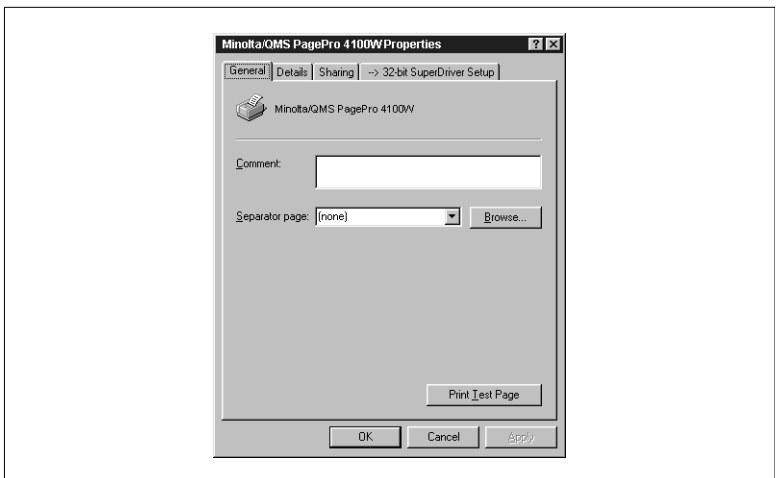 Minolta/QMS PagePro 4100W Properties ? ×
General Details Sharing --> 32-bit SuperDriver Setup
Minolta/QMS PagePro 4100W
Comment:
Separator page: (none) Browse...
Print Test Page
OK Cancel Apply